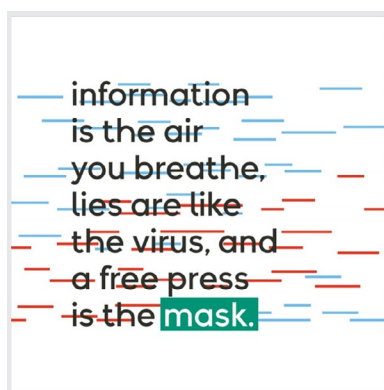 information
is the air
you breathe,
lies are like
the virus, and
a free press
is the mask.